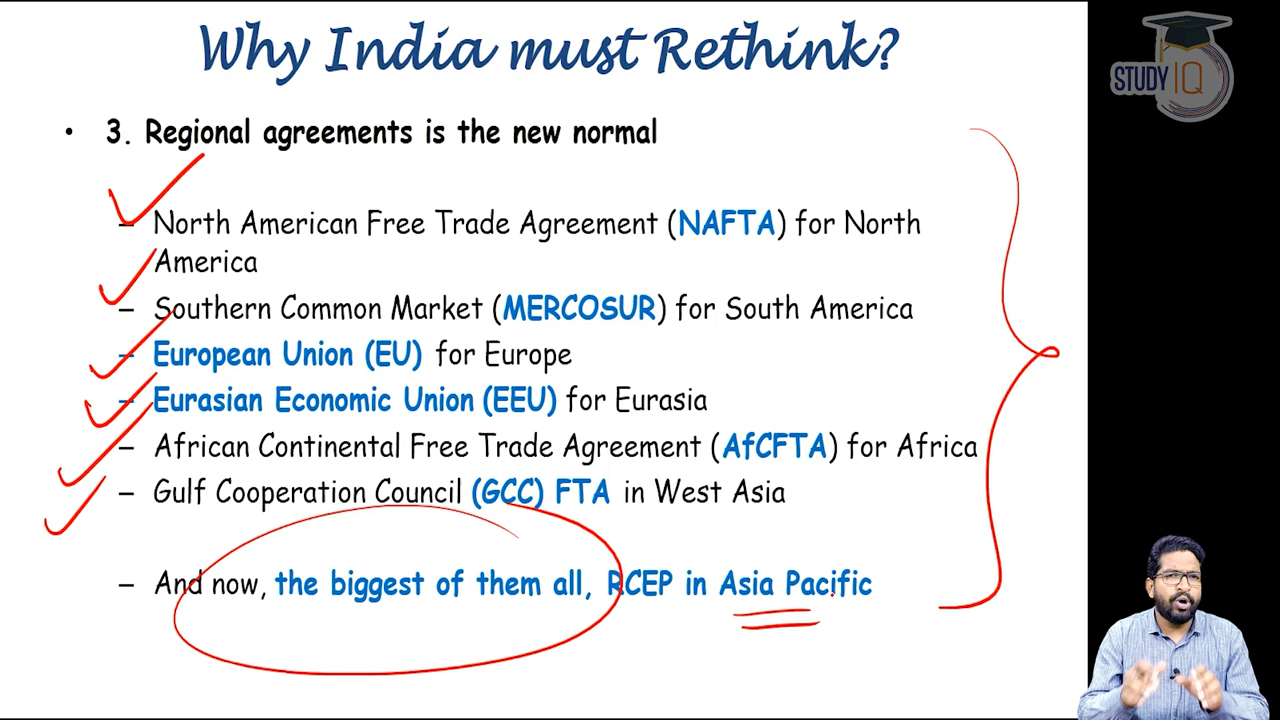 Why India must Rethink?
STUDY IQ
• 3. Regional agreements is the new normal
– North American Free Trade Agreement (NAFTA) for North
America
– Southern Common Market (MERCOSUR) for South America
– European Union (EU) for Europe
– Eurasian Economic Union (EEU) for Eurasia
– African Continental Free Trade Agreement (AfCFTA) for Africa
– Gulf Cooperation Council (GCC) FTA in West Asia
– And now, the biggest of them all, RCEP in Asia Pacific